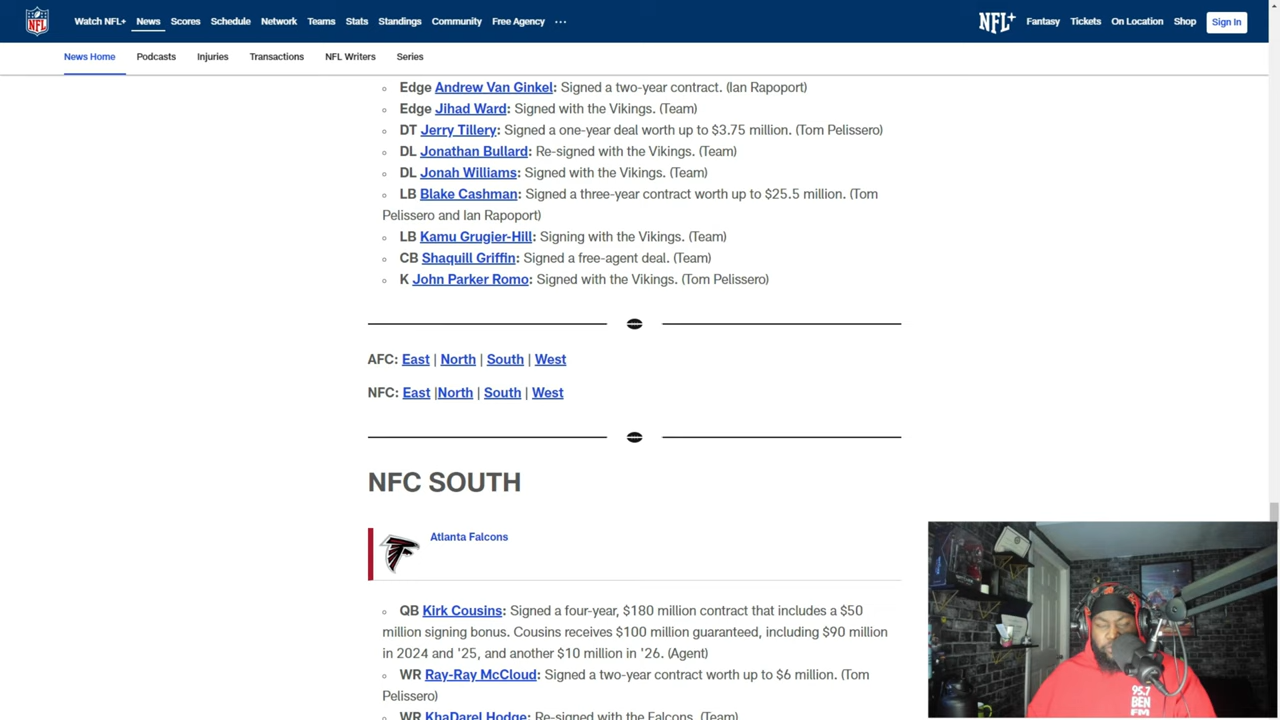 NFL
Watch NFL+ News Scores Schedule Network Teams Stats Standings Community Free Agency ...
NFL+ Fantasy Tickets On Location Shop Sign In
News Home Podcasts Injuries Transactions NFL Writers Series
Edge Andrew Van Ginkel: Signed a two-year contract. (Ian Rapoport)
Edge Jihad Ward: Signed with the Vikings. (Team)
DT Jerry Tillery: Signed a one-year deal worth up to $3.75 million. (Tom Pelissero)
DL Jonathan Bullard: Re-signed with the Vikings. (Team)
DL Jonah Williams: Signed with the Vikings. (Team)
LB Blake Cashman: Signed a three-year contract worth up to $25.5 million. (Tom
Pelissero and Ian Rapoport)
LB Kamu Grugier-Hill: Signing with the Vikings. (Team)
CB Shaquill Griffin: Signed a free-agent deal. (Team)
K John Parker Romo: Signed with the Vikings. (Tom Pelissero)
AFC: East | North | South | West
NFC: East |North | South | West
NFC SOUTH
Atlanta Falcons
QB Kirk Cousins: Signed a four-year, $180 million contract that includes a $50
million signing bonus. Cousins receives $100 million guaranteed, including $90 million
in 2024 and '25, and another $10 million in '26. (Agent)
WR Ray-Ray McCloud: Signed a two-year contract worth up to $6 million. (Tom
Pelissero)
WR KhaDarel Hodge: Re-signed with the Falcons. (Team)
95.7
BEN
FM